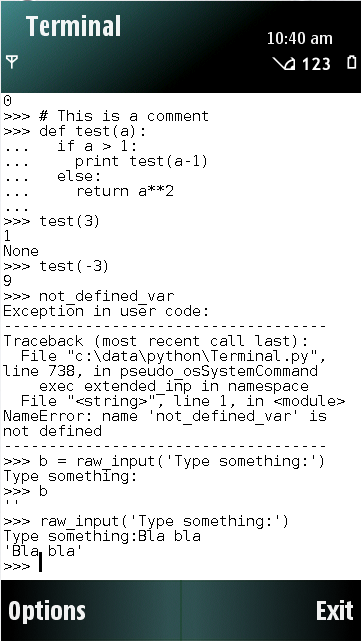 Terminal
10:40 am
123
0
>>> # This is a comment
>>> def test(a):
...   if a > 1:
...     print test(a-1)
...   else:
...     return a**2
...
>>> test(3)
1
None
>>> test(-3)
9
>>> not_defined_var
Exception in user code:
------------------------------------
Traceback (most recent call last):
  File "c:\data\python\Terminal.py",
line 738, in pseudo_osSystemCommand
    exec extended_inp in namespace
  File "<string>", line 1, in <module>
NameError: name 'not_defined_var' is
not defined
------------------------------------
>>> b = raw_input('Type something:')
Type something:
>>> b
''
>>> raw_input('Type something:')
Type something:Bla bla
'Bla bla'
>>>
Options Exit